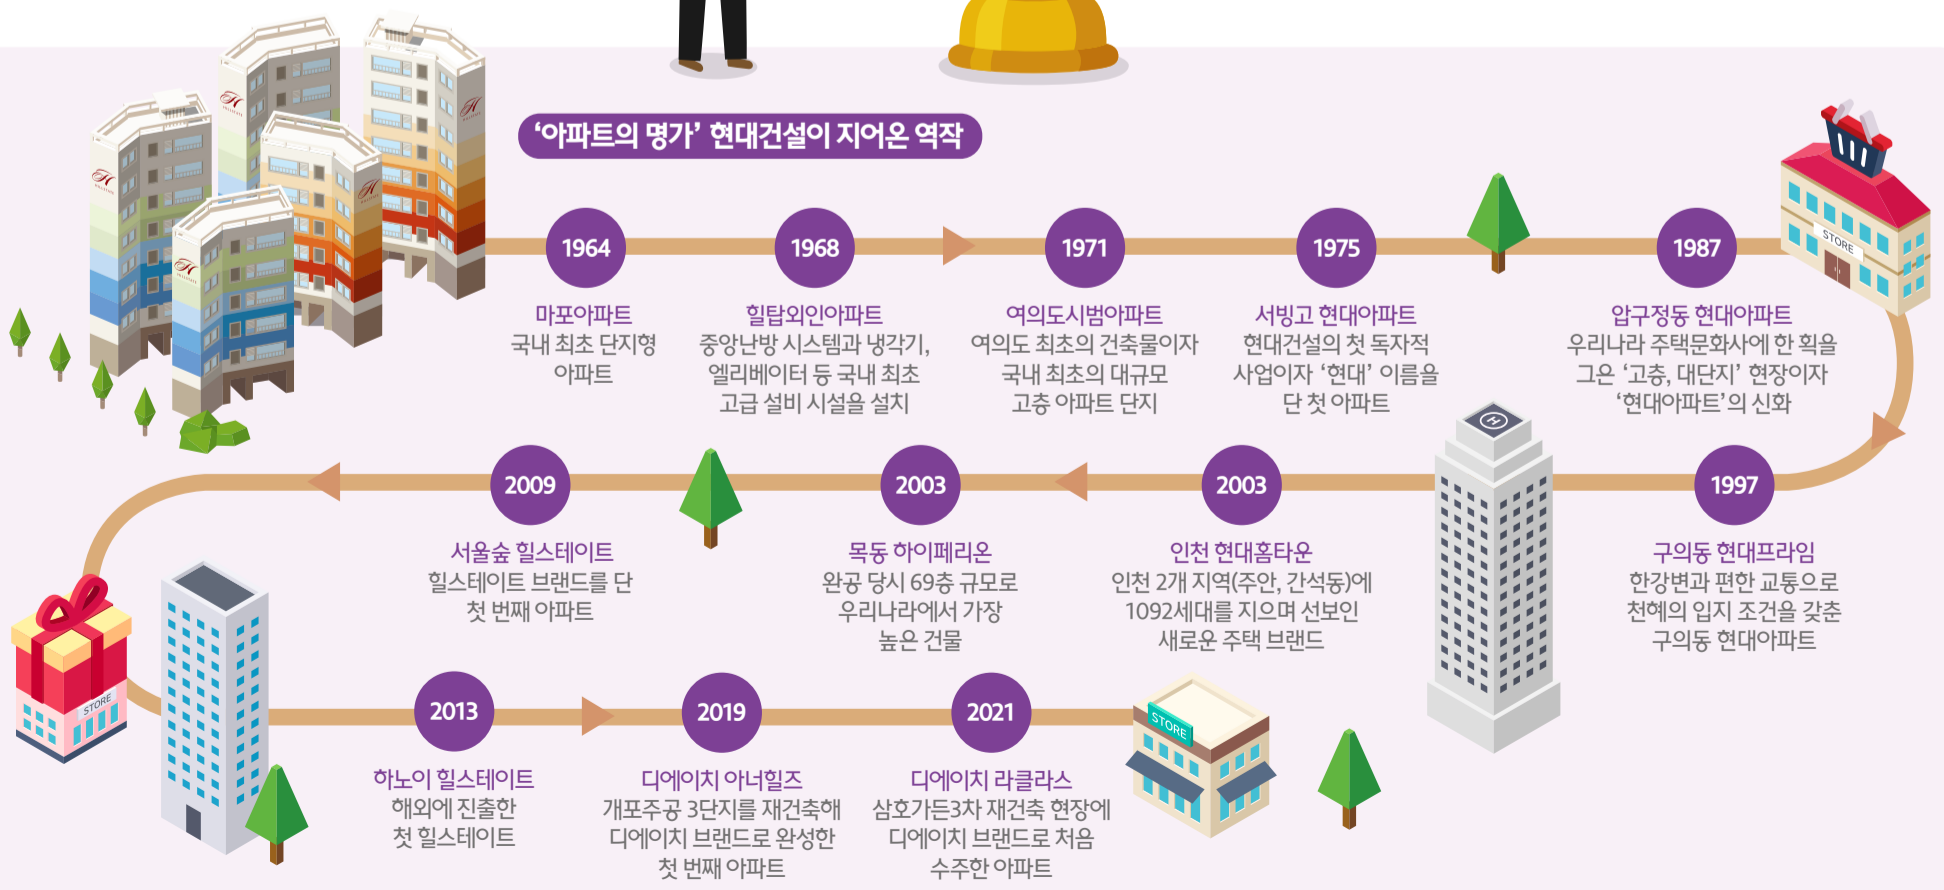 ‘아파트의 명가’ 현대건설이 지어온 역작
1964
마포아파트
국내 최초 단지형
아파트
1968
힐탑외인아파트
중앙난방 시스템과 냉각기,
엘리베이터 등 국내 최초
고급 설비 시설을 설치
1971
여의도시범아파트
여의도 최초의 건축물이자
국내 최초의 대규모
고층 아파트 단지
1975
서빙고 현대아파트
현대건설의 첫 독자적
사업이자 ‘현대’ 이름을
단 첫 아파트
1987
압구정동 현대아파트
우리나라 주택문화사에 한 획을
그은 ‘고층, 대단지’ 현장이자
‘현대아파트’의 신화
STORE
1997
구의동 현대프라임
한강변과 편한 교통으로
천혜의 입지 조건을 갖춘
구의동 현대아파트
H
2003
인천 현대홈타운
인천 2개 지역(주안, 간석동)에
1092세대를 지으며 선보인
새로운 주택 브랜드
2003
목동 하이페리온
완공 당시 69층 규모로
우리나라에서 가장
높은 건물
2009
서울숲 힐스테이트
힐스테이트 브랜드를 단
첫 번째 아파트
STORE
2013
하노이 힐스테이트
해외에 진출한
첫 힐스테이트
2019
디에이치 아너힐즈
개포주공 3단지를 재건축해
디에이치 브랜드로 완성한
첫 번째 아파트
2021
디에이치 라클라스
삼호가든3차 재건축 현장에
디에이치 브랜드로 처음
수주한 아파트
STORE